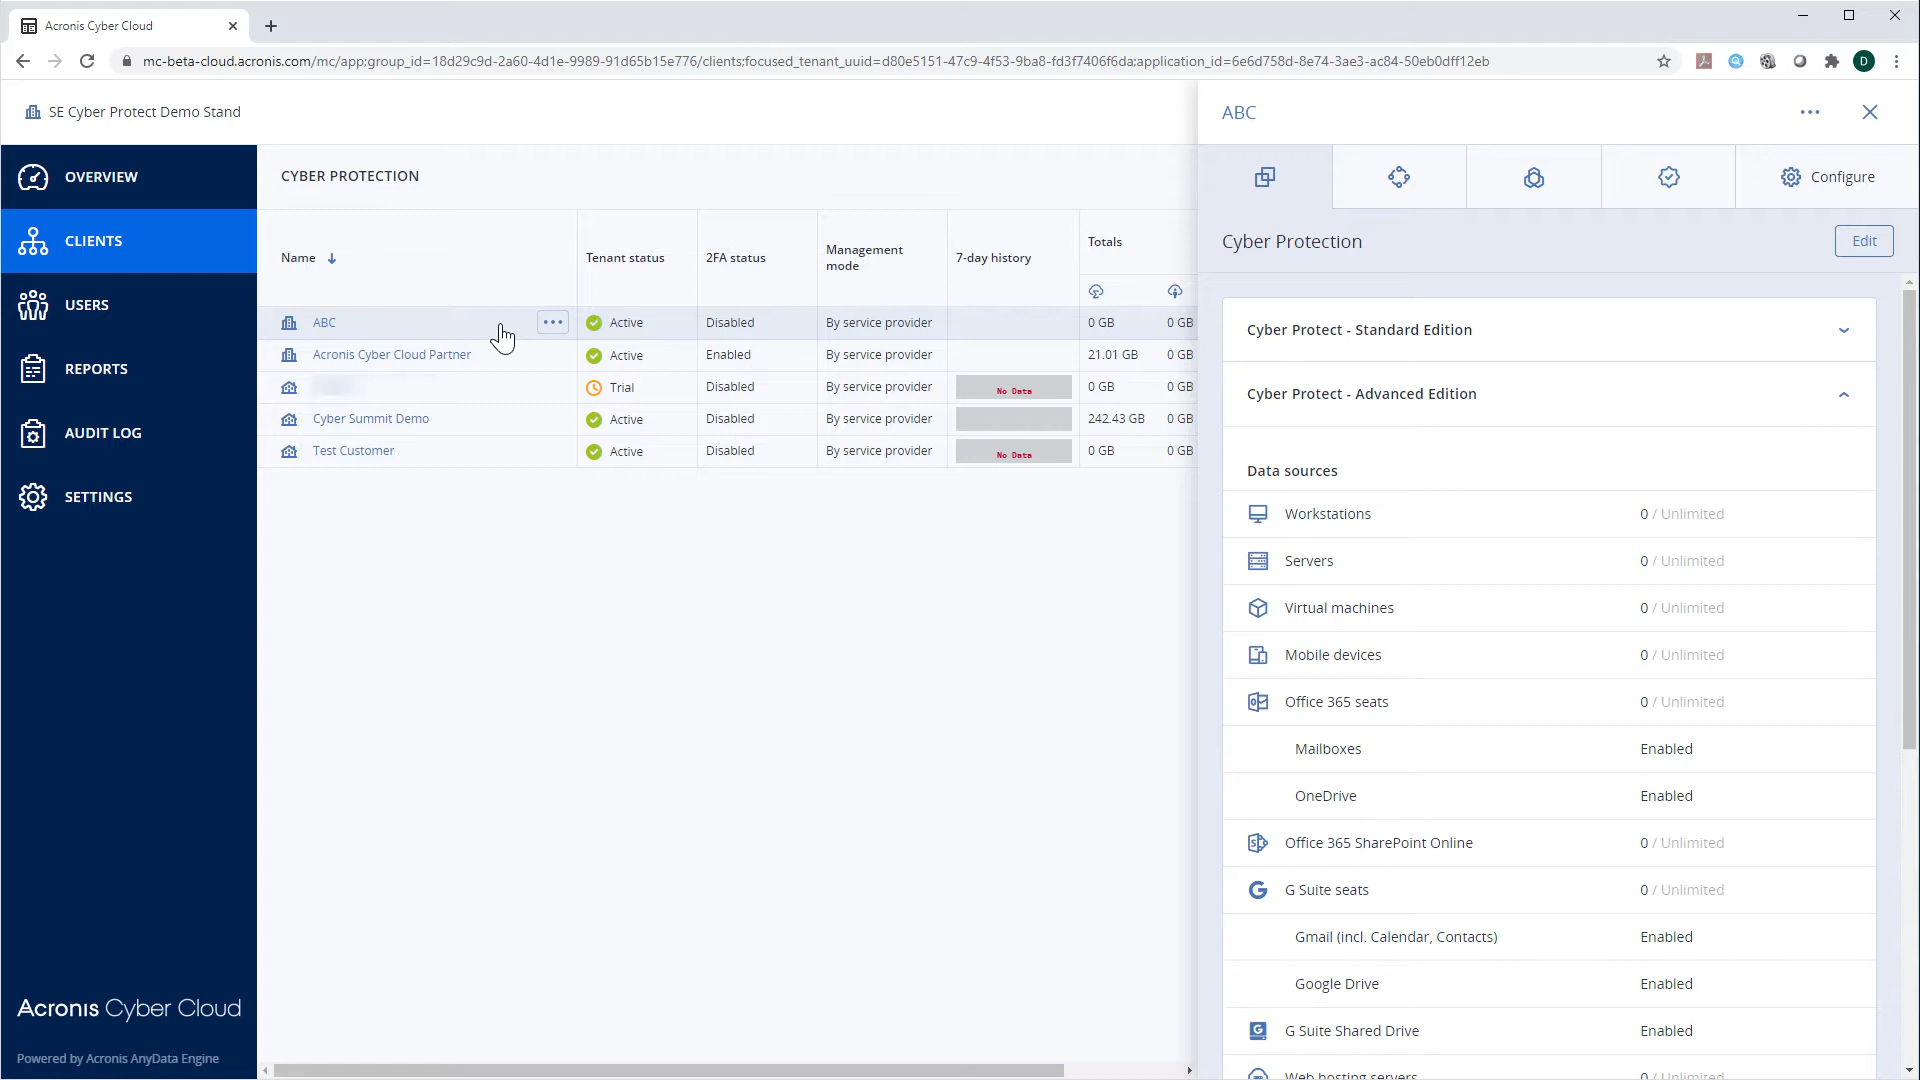 Acronis Cyber Cloud
mc-beta-cloud.acronis.com/mc/app;group_id=18d29c9d-2a60-4d1e-9989-91d65b15e776/clients;focused_tenant_uuid=d80e5151-47c9-4f53-9ba8-fd3f7406f6da;application_id=6e6d758d-8e74-3ae3-ac84-50eb0dff12eb
D
SE Cyber Protect Demo Stand
OVERVIEW
CLIENTS
USERS
REPORTS
AUDIT LOG
SETTINGS
Acronis Cyber Cloud
Powered by Acronis AnyData Engine
CYBER PROTECTION
Name Tenant status 2FA status Management mode 7-day history Totals
ABC Active Disabled By service provider 0 GB 0 GB
Acronis Cyber Cloud Partner Active Enabled By service provider 21.01 GB 0 GB
Trial Disabled By service provider No Data 0 GB 0 GB
Cyber Summit Demo Active Disabled By service provider 242.43 GB 0 GB
Test Customer Active Disabled By service provider No Data 0 GB 0 GB
ABC
Configure
Cyber Protection Edit
Cyber Protect - Standard Edition
Cyber Protect - Advanced Edition
Data sources
Workstations 0 / Unlimited
Servers 0 / Unlimited
Virtual machines 0 / Unlimited
Mobile devices 0 / Unlimited
Office 365 seats 0 / Unlimited
Mailboxes Enabled
OneDrive Enabled
Office 365 SharePoint Online 0 / Unlimited
G Suite seats 0 / Unlimited
Gmail (incl. Calendar, Contacts) Enabled
Google Drive Enabled
G Suite Shared Drive Enabled
Web hosting servers 0 / Unlimited